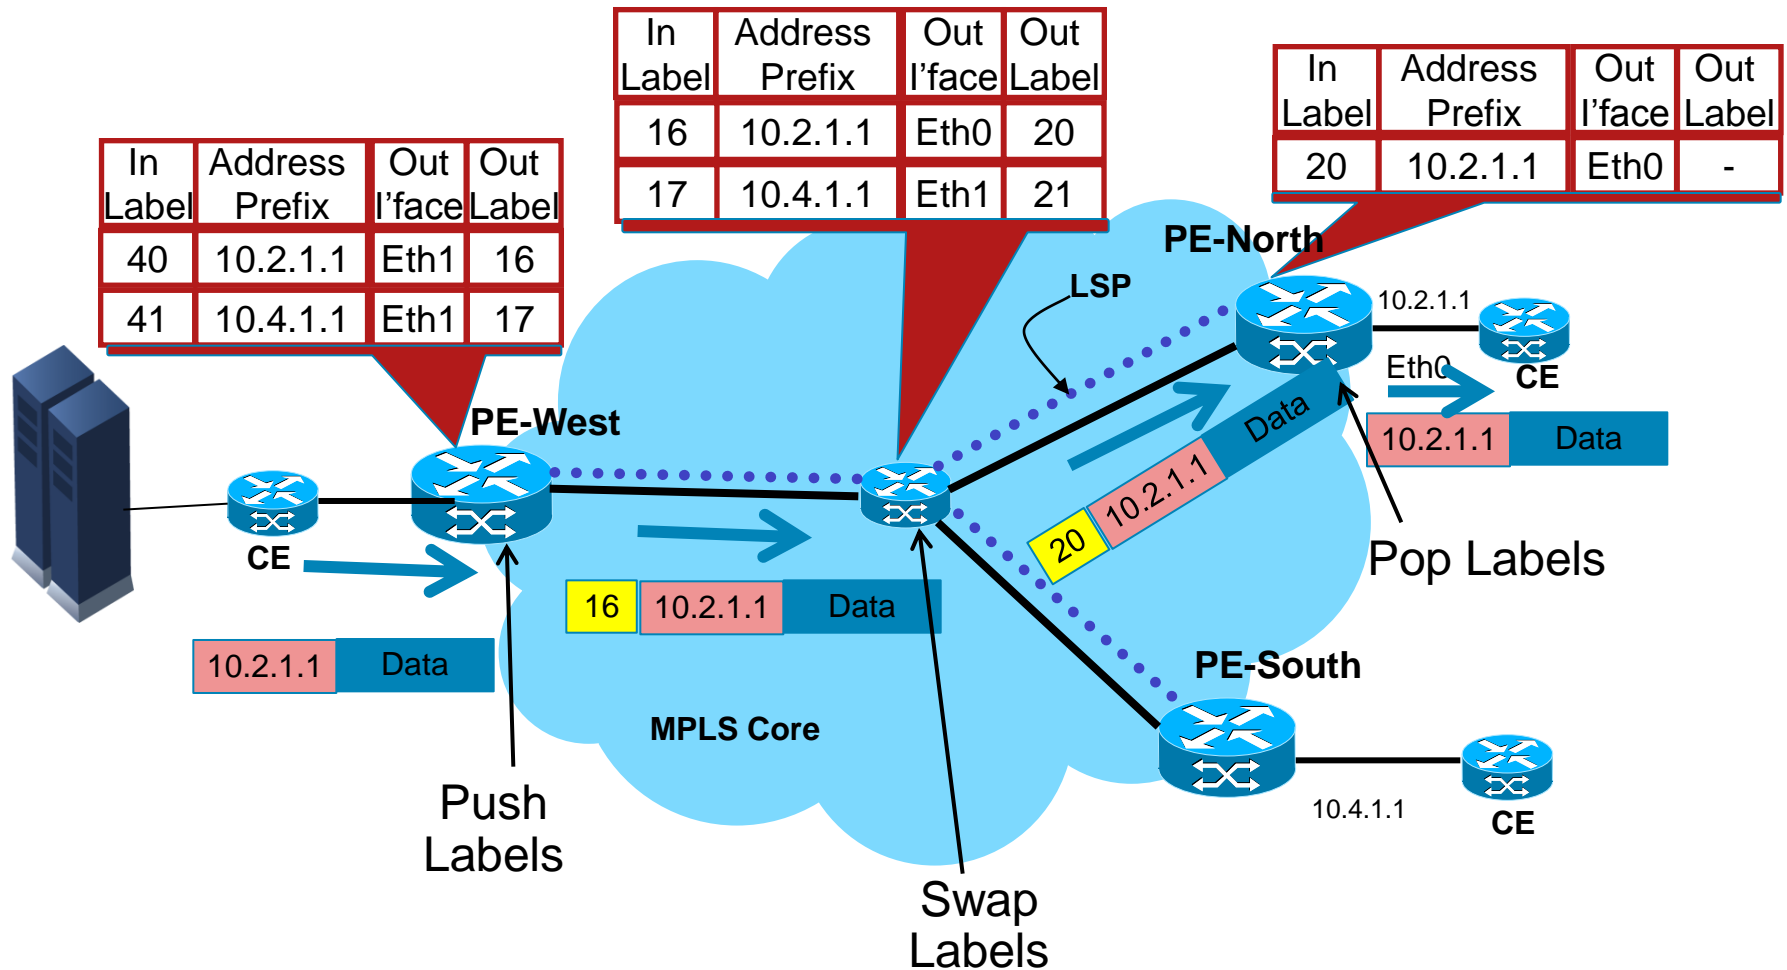 In Address Out Out
Label Prefix I'face Label
16 10.2.1.1 Eth0 20
17 10.4.1.1 Eth1 21
In Address Out Out
Label Prefix I'face Label
20 10.2.1.1 Eth0 -
In Address Out Out
Label Prefix I'face Label
40 10.2.1.1 Eth1 16
41 10.4.1.1 Eth1 17
PE-North
LSP
10.2.1.1
Eth0
CE
PE-West
Data
10.2.1.1 Data
20 10.2.1.1
CE
Pop Labels
16 10.2.1.1 Data
10.2.1.1 Data
PE-South
MPLS Core
10.4.1.1
CE
Push
Labels
Swap
Labels